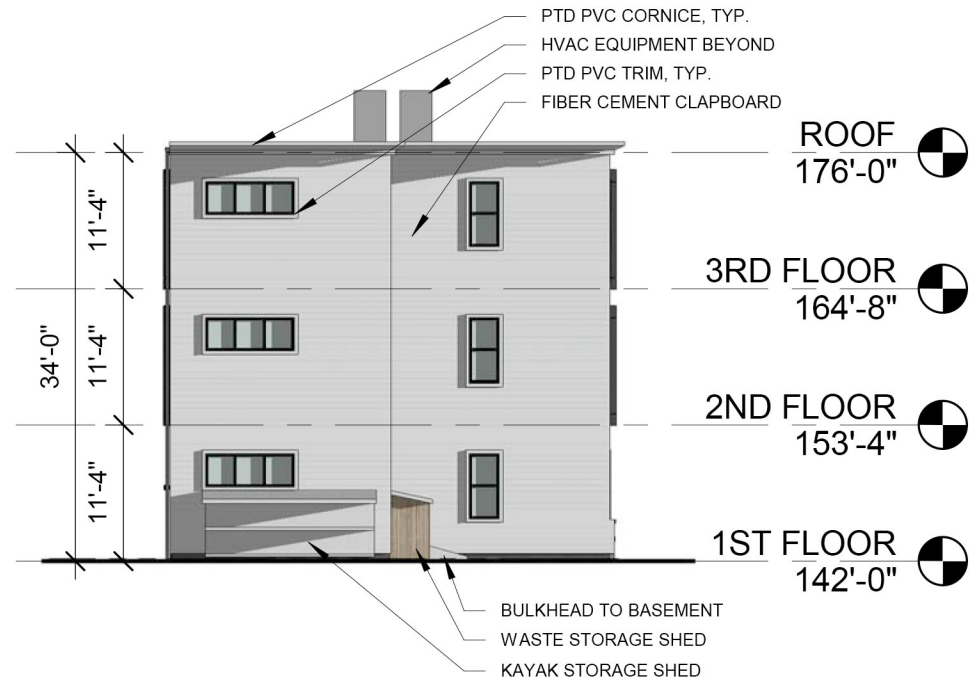 PTD PVC CORNICE, TYP.
HVAC EQUIPMENT BEYOND
PTD PVC TRIM, TYP.
FIBER CEMENT CLAPBOARD
ROOF
176'-0"
11'-4"
3RD FLOOR
164'-8"
34'-0"
11'-4"
2ND FLOOR
153'-4"
11'-4"
1ST FLOOR
142'-0"
BULKHEAD TO BASEMENT
WASTE STORAGE SHED
KAYAK STORAGE SHED